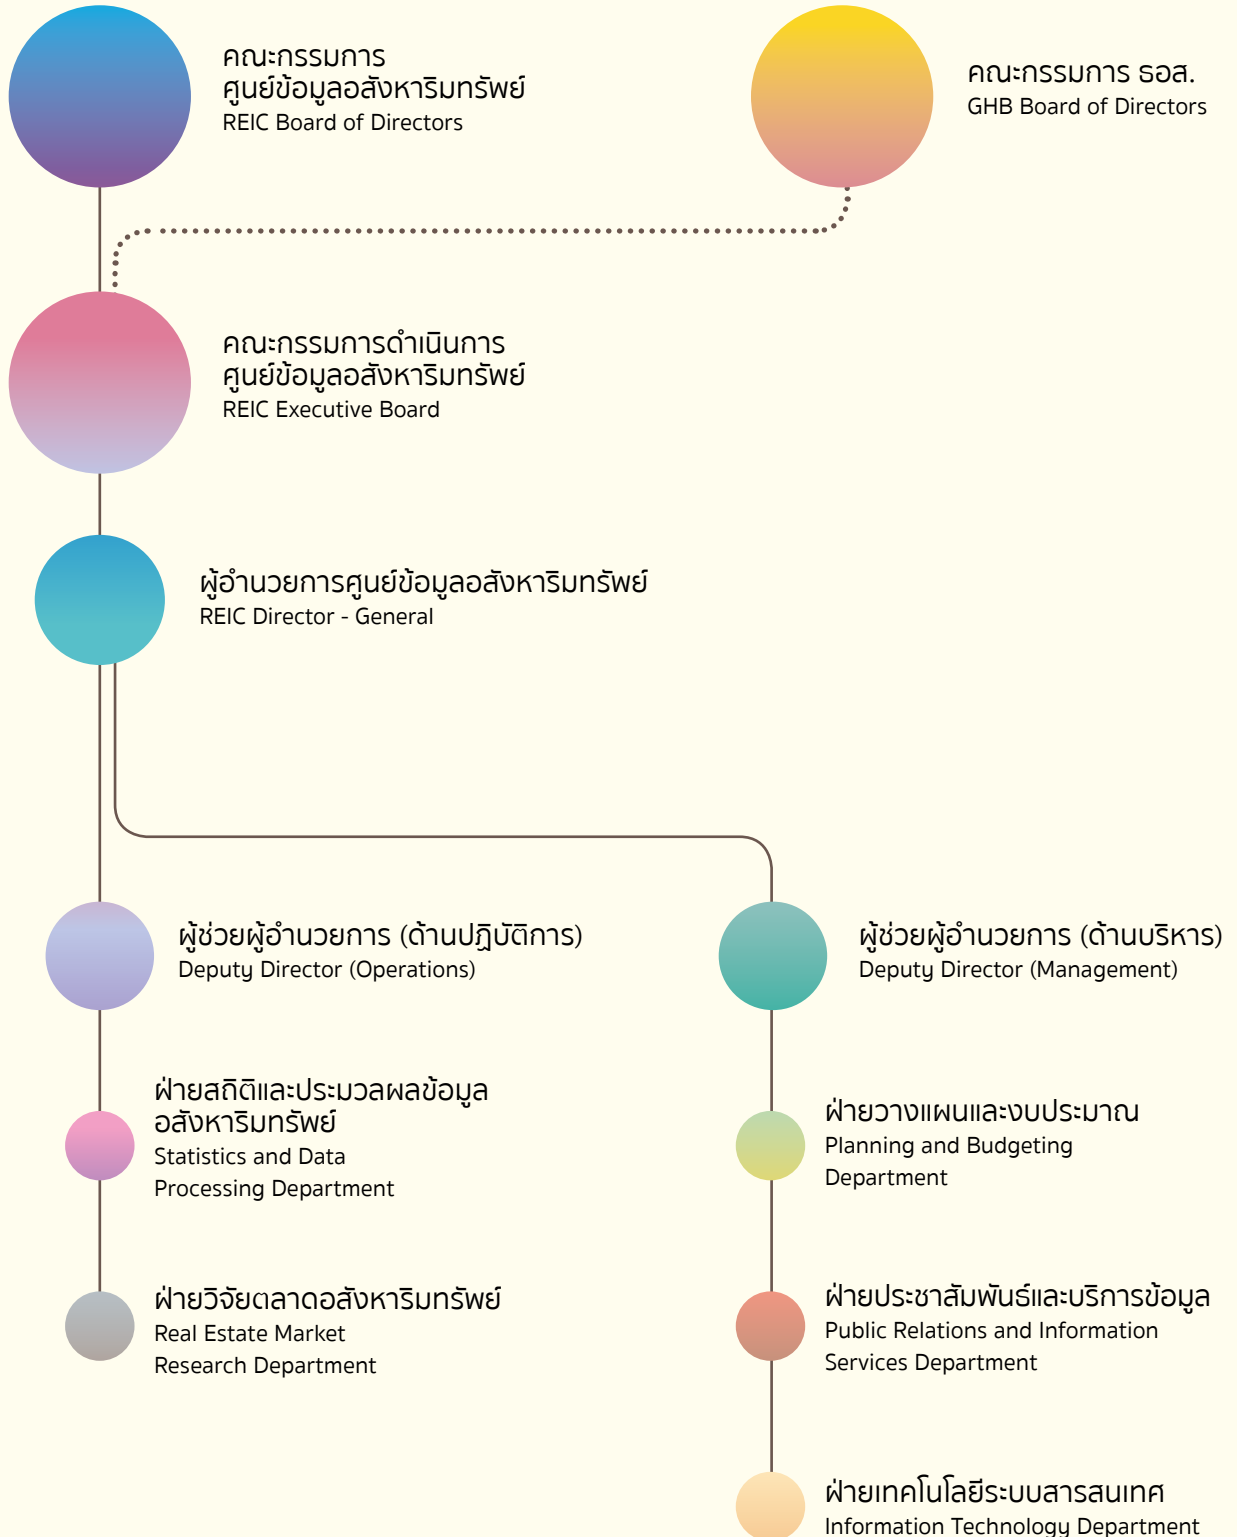 คณะกรรมการ
ศูนย์ข้อมูลอสังหาริมทรัพย์
REIC Board of Directors
คณะกรรมการ ธอส.
GHB Board of Directors
คณะกรรมการดำเนินการ
ศูนย์ข้อมูลอสังหาริมทรัพย์
REIC Executive Board
ผู้อำนวยการศูนย์ข้อมูลอสังหาริมทรัพย์
REIC Director - General
ผู้ช่วยผู้อำนวยการ (ด้านปฏิบัติการ)
Deputy Director (Operations)
ผู้ช่วยผู้อำนวยการ (ด้านบริหาร)
Deputy Director (Management)
ฝ่ายสถิติและประมวลผลข้อมูล
อสังหาริมทรัพย์
Statistics and Data
Processing Department
ฝ่ายวางแผนและงบประมาณ
Planning and Budgeting
Department
ฝ่ายวิจัยตลาดอสังหาริมทรัพย์
Real Estate Market
Research Department
ฝ่ายประชาสัมพันธ์และบริการข้อมูล
Public Relations and Information
Services Department
ฝ่ายเทคโนโลยีระบบสารสนเทศ
Information Technology Department